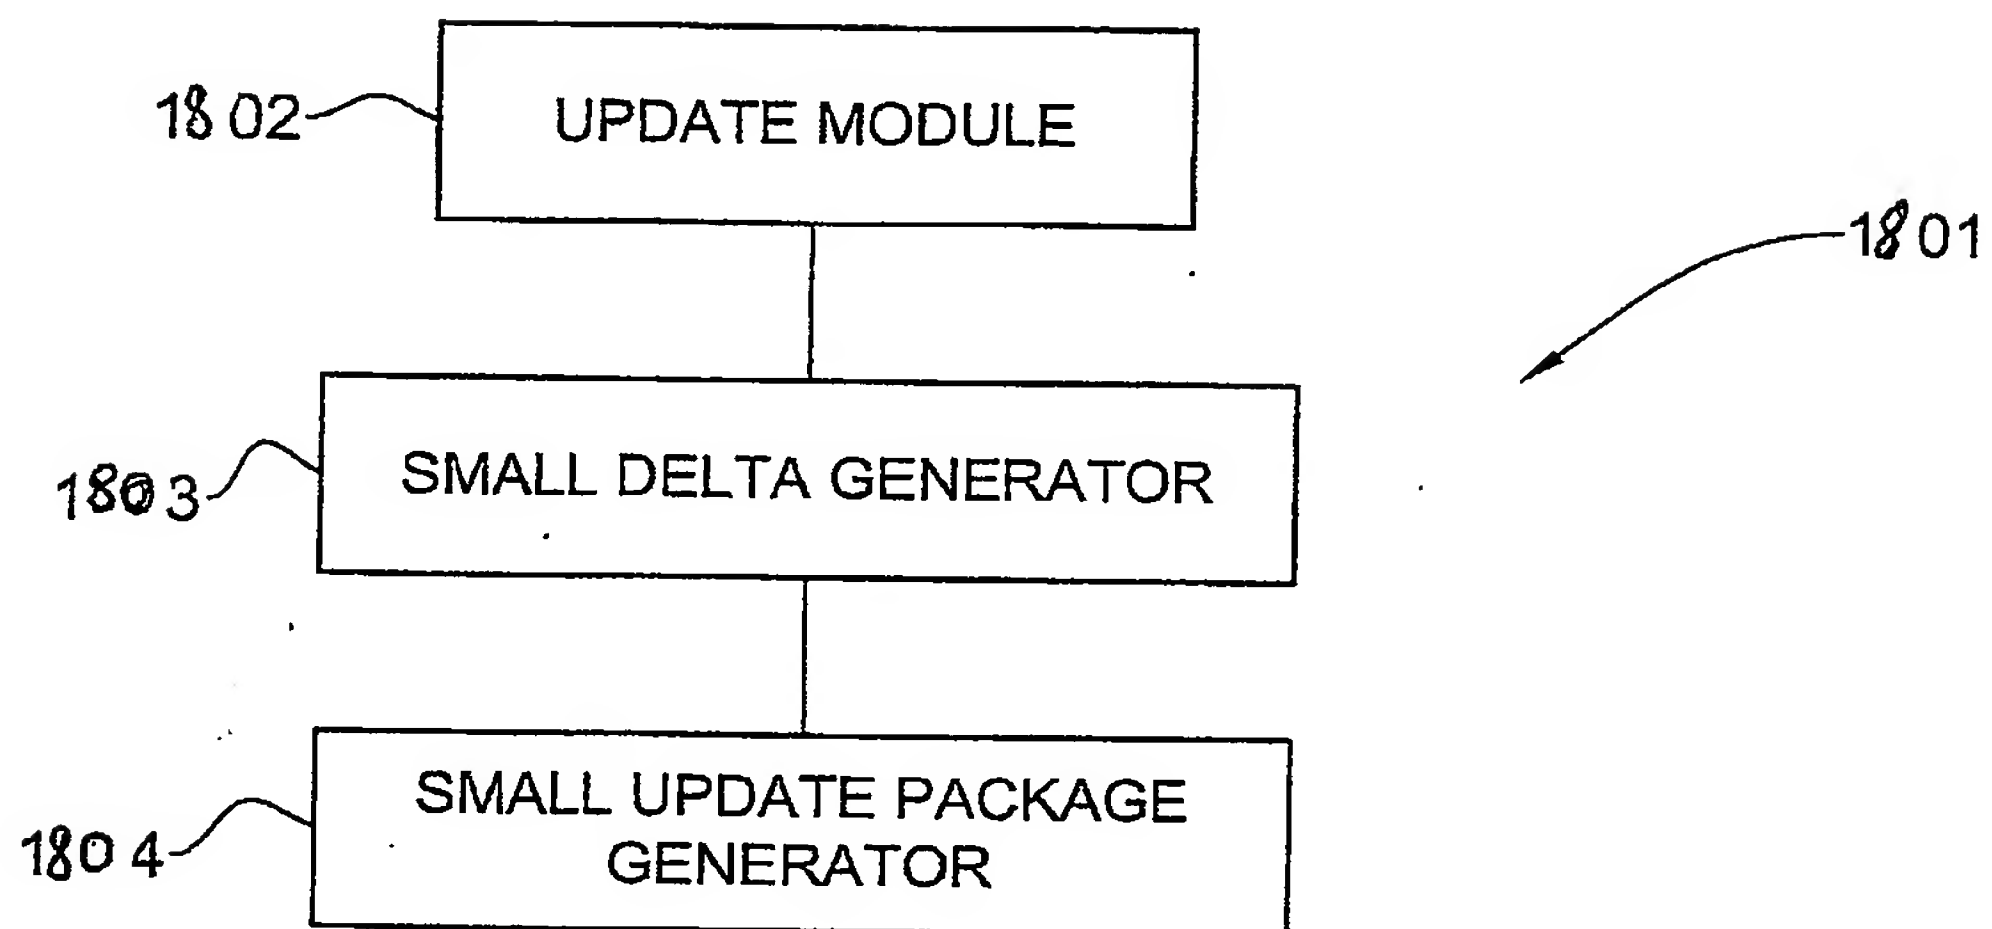 1802
UPDATE MODULE
1801
1803
SMALL DELTA GENERATOR
1804
SMALL UPDATE PACKAGE
GENERATOR